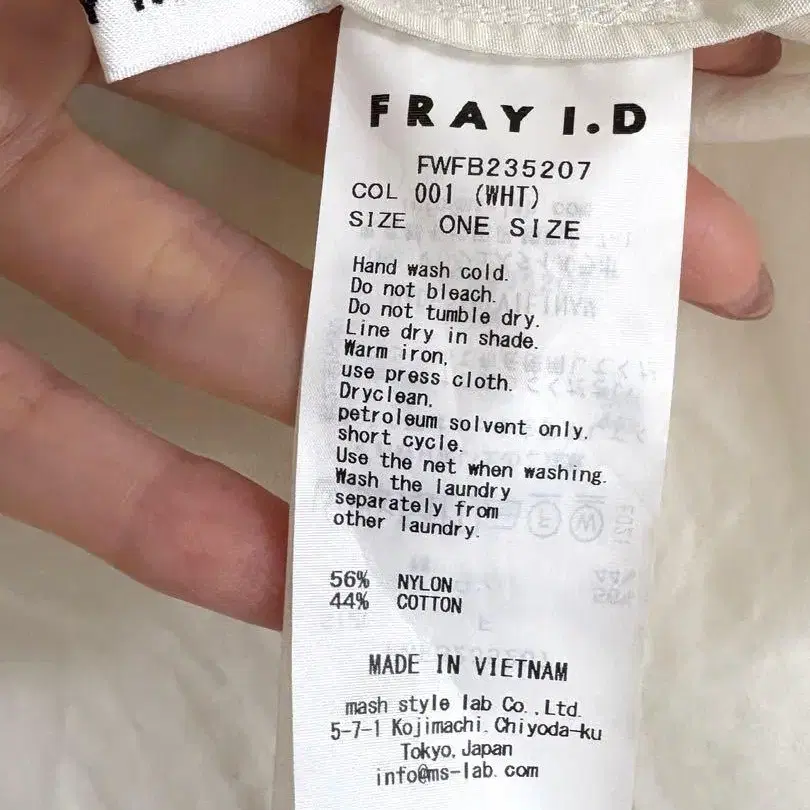 FRAY I.D
FWFB235207
COL 001 (WHT)
SIZE ONE SIZE
Hand wash cold.
Do not bleach.
Do not tumble dry.
Line dry in shade.
Warm iron,
use press cloth.
Dryclean,
petroleum solvent only.
short cycle.
Use the net when washing.
Wash the laundry
separately from
other laundry.
56% NYLON
44% COTTON
MADE IN VIETNAM
mash style lab Co.,Ltd.
5-7-1 Kojimachi, Chiyoda-ku
Tokyo, Japan
info@ms-lab.com